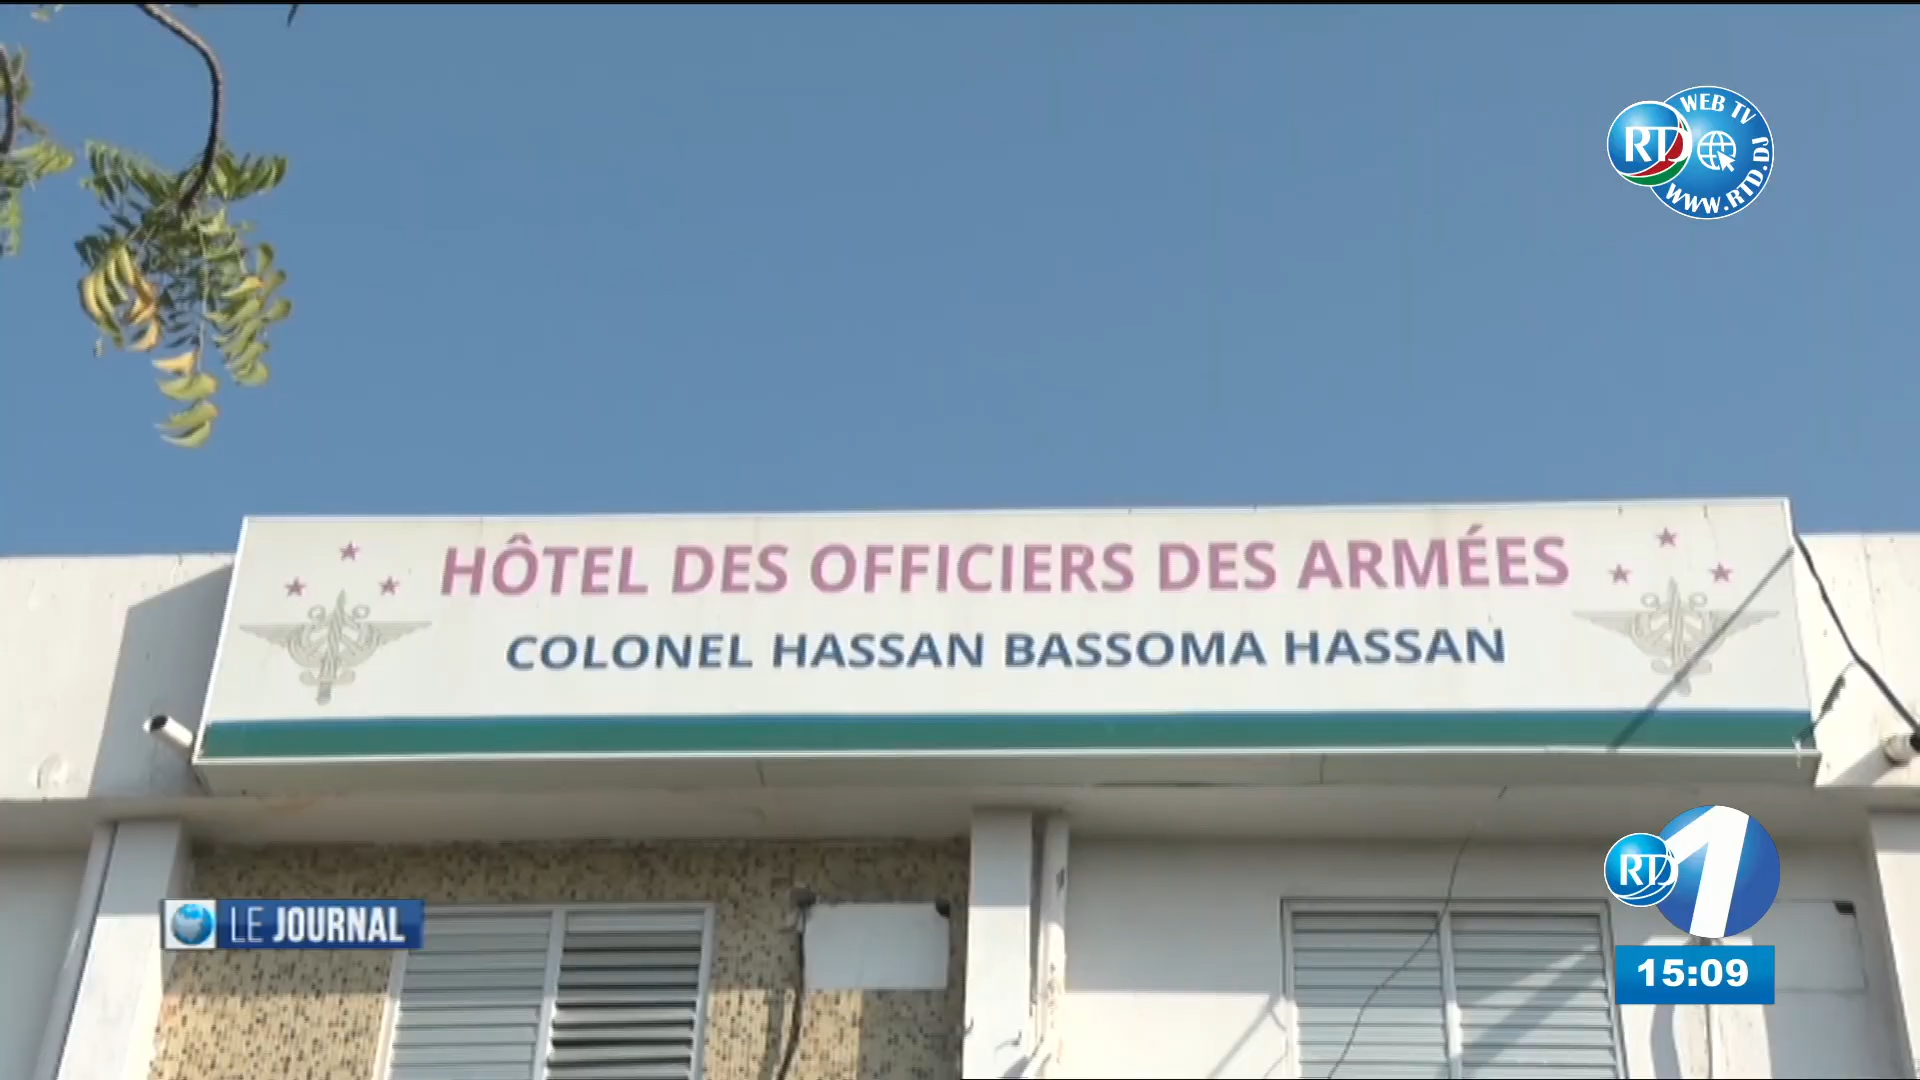 WEB TV
RTD
WWW.RTD.DJ
HÔTEL DES OFFICIERS DES ARMÉES
COLONEL HASSAN BASSOMA HASSAN
LE JOURNAL
RTD 1
15:09